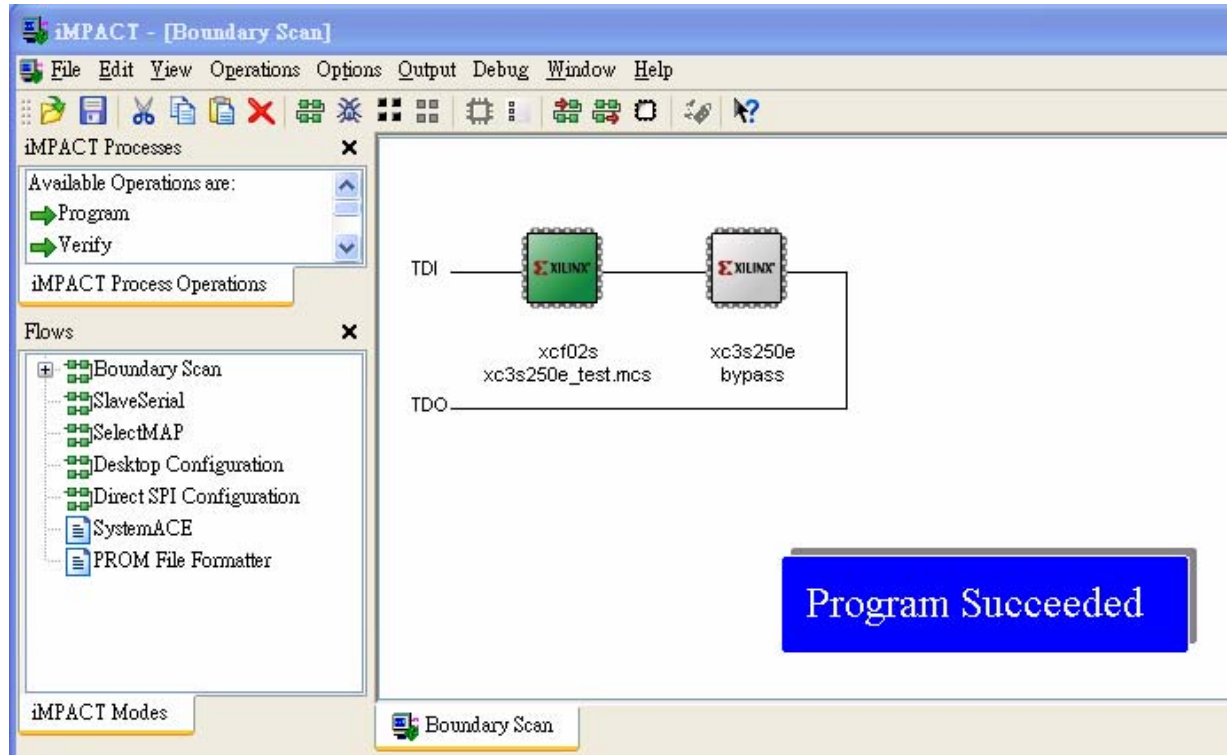 iMPACT - [Boundary Scan]
File Edit View Operations Options Output Debug Window Help
iMPACT Processes
Available Operations are:
Program
Verify
iMPACT Process Operations
Flows
Boundary Scan
SlaveSerial
SelectMAP
Desktop Configuration
Direct SPI Configuration
SystemACE
PROM File Formatter
iMPACT Modes
TDI
XILINX
XILINX
xcf02s
xc3s250e_test.mcs
xc3s250e
bypass
TDO
Program Succeeded
Boundary Scan